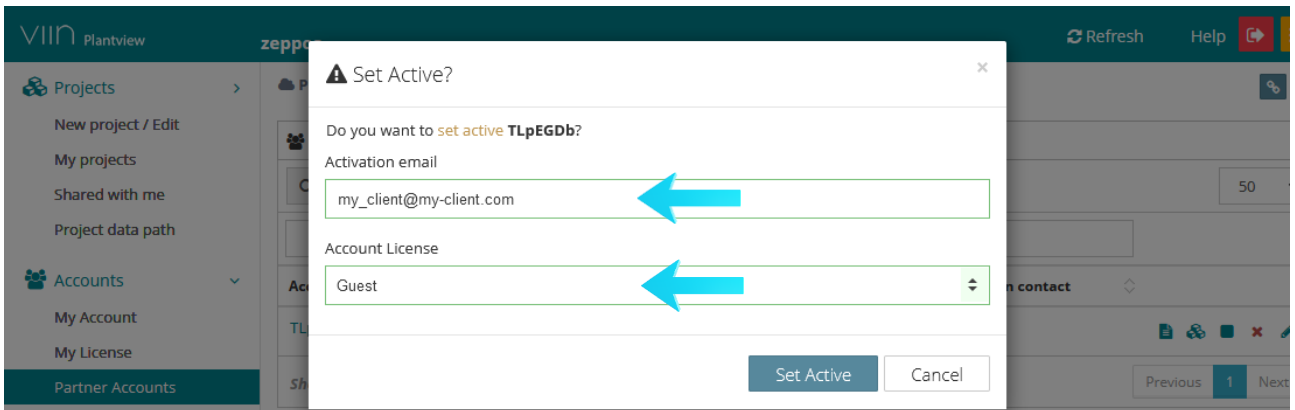 VIIN Plantview
Refresh
Help
Projects
New project / Edit
My projects
Shared with me
Project data path
Accounts
My Account
My License
Partner Accounts
Set Active?
×
Do you want to set active TLpEGDb?
Activation email
my_client@my-client.com
Account License
Guest
Set Active
Cancel
50
contact
Previous
1
Next